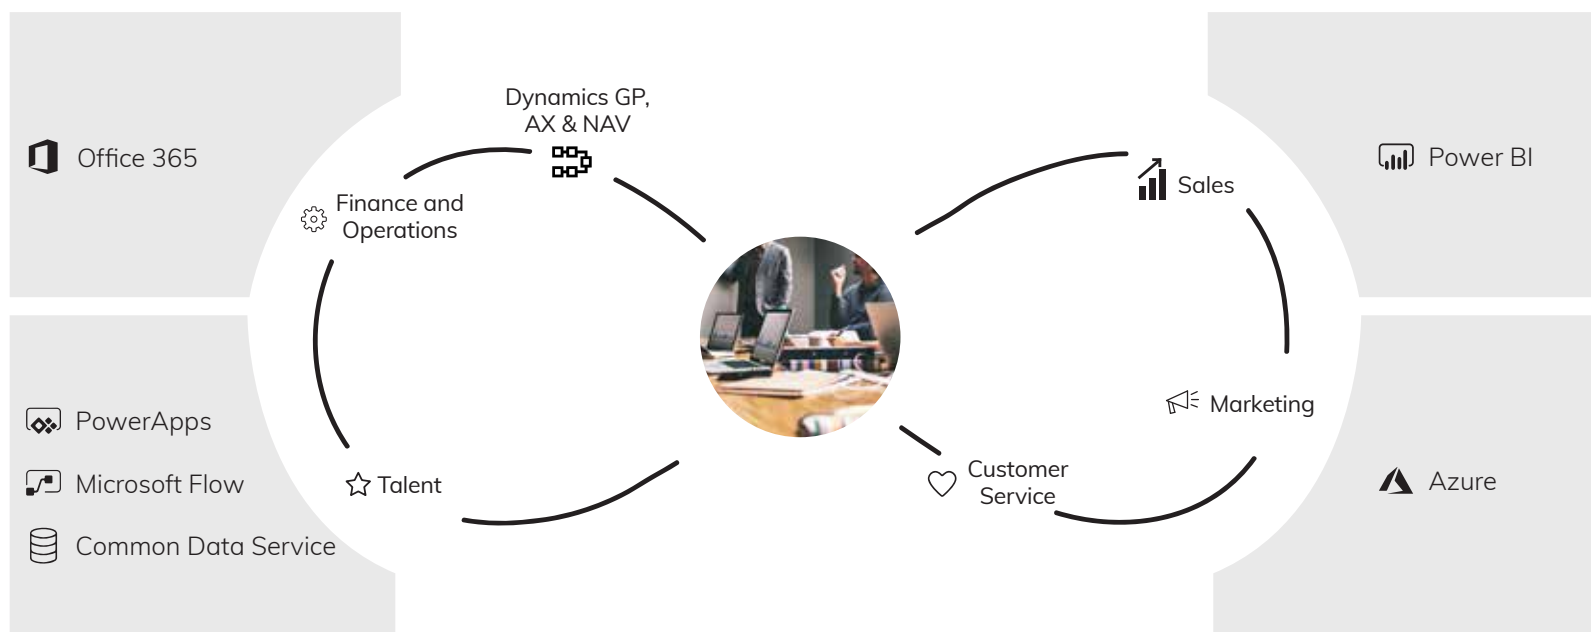 Office 365
Dynamics GP,
AX & NAV
Finance and
Operations
Talent
PowerApps
Microsoft Flow
Common Data Service
Sales
Marketing
Customer
Service
Power BI
Azure